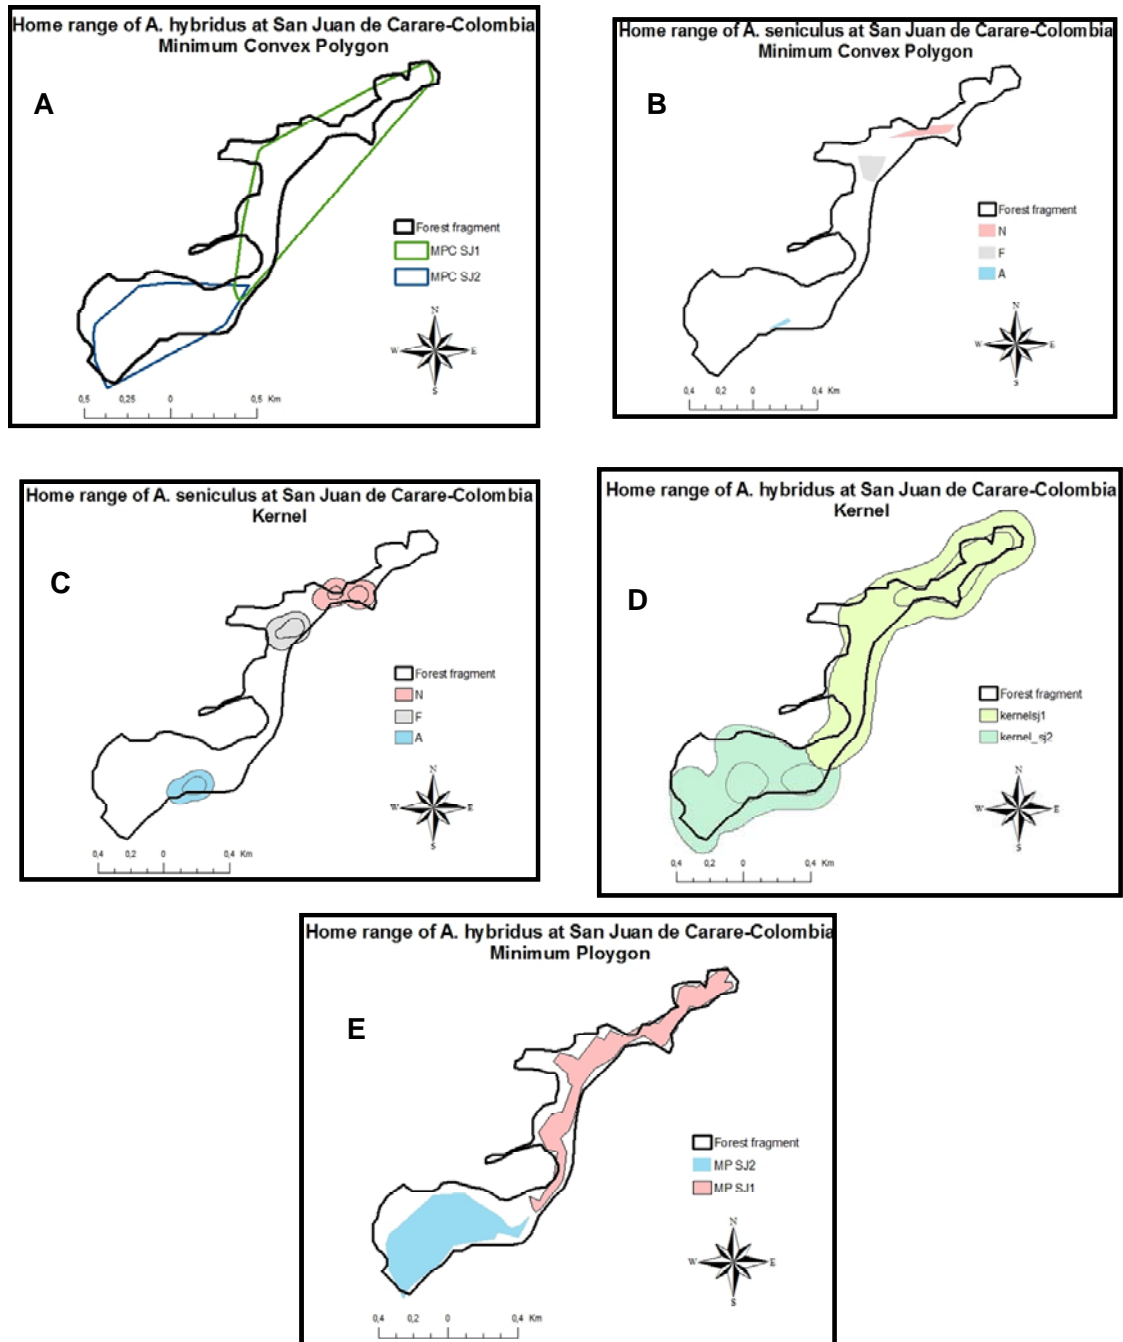 Home range of A. hybridus at San Juan de Carare-Colombia
Minimum Convex Polygon
A
Forest fragment
MPC SJ1
MPC SJ2
N
W E
S
0,5 0,25 0 0,5 Km
Home range of A. seniculus at San Juan de Carare-Colombia
Minimum Convex Polygon
B
Forest fragment
N
F
A
N
W E
S
0,4 0,2 0 0,4 Km
Home range of A. seniculus at San Juan de Carare-Colombia
Kernel
C
Forest fragment
N
F
A
N
W E
S
0,4 0,2 0 0,4 Km
Home range of A. hybridus at San Juan de Carare-Colombia
Kernel
D
Forest fragment
kernelsj1
kernel_sj2
N
W E
S
0,4 0,2 0 0,4 Km
Home range of A. hybridus at San Juan de Carare-Colombia
Minimum Ploygon
E
Forest fragment
MP SJ2
MP SJ1
N
W E
S
0,4 0,2 0 0,4 Km